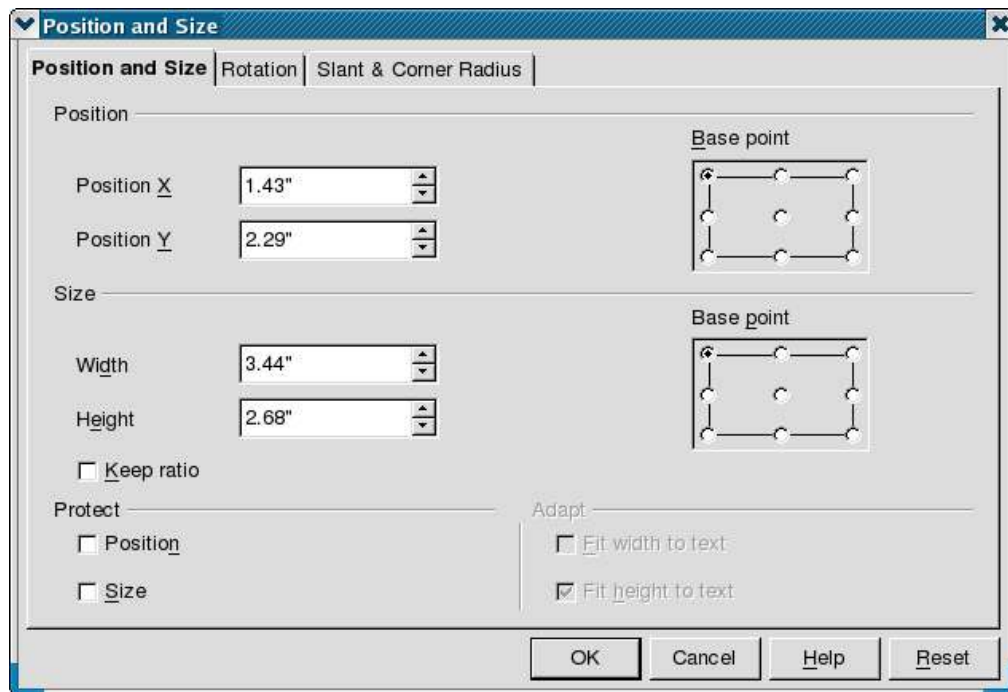 Position and Size
Position and Size Rotation Slant & Corner Radius
Position
Base point
Position X 1.43"
Position Y 2.29"
Size
Base point
Width 3.44"
Height 2.68"
Keep ratio
Protect Adapt
Position Fit width to text
Size Fit height to text
OK Cancel Help Reset